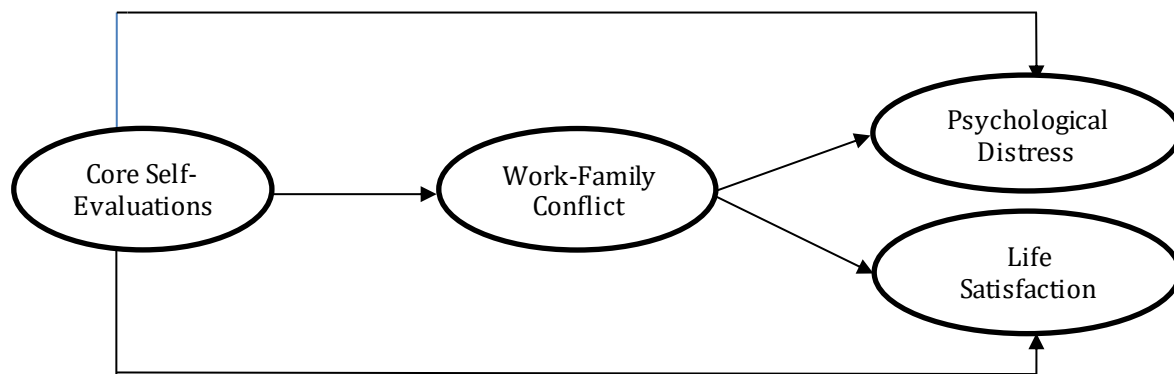 Core Self-
Evaluations
Work-Family
Conflict
Psychological
Distress
Life
Satisfaction